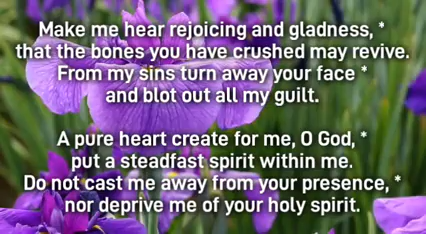 Make me hear rejoicing and gladness, *
that the bones you have crushed may revive.
From my sins turn away your face *
and blot out all my guilt.
A pure heart create for me, O God, *
put a steadfast spirit within me.
Do not cast me away from your presence, *
nor deprive me of your holy spirit.